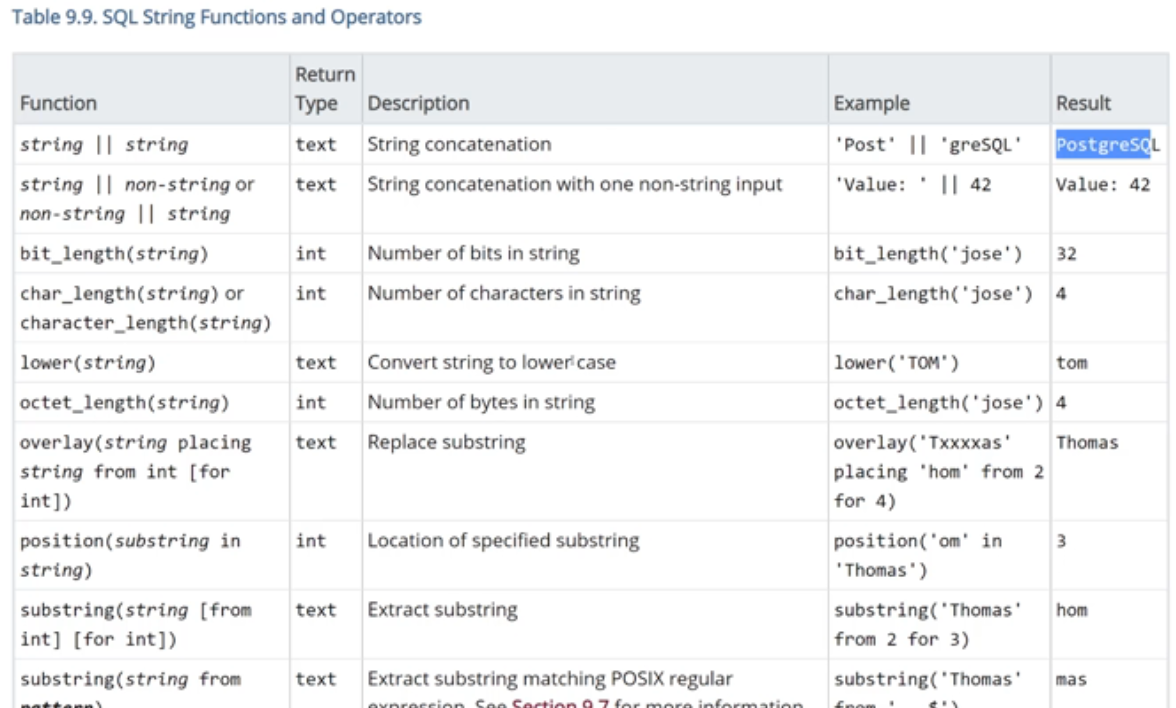 Table 9.9. SQL String Functions and Operators
Function Return Type Description Example Result
string || string text String concatenation 'Post' || 'greSQL' PostgreSQL
string || non-string or text String concatenation with one non-string input 'Value: ' || 42 Value: 42
non-string || string
bit_length(string) int Number of bits in string bit_length('jose') 32
char_length(string) or int Number of characters in string char_length('jose') 4
character_length(string)
lower(string) text Convert string to lower case lower('TOM') tom
octet_length(string) int Number of bytes in string octet_length('jose') 4
overlay(string placing text Replace substring overlay('Txxxxas' Thomas
string from int [for placing 'hom' from 2
int]) for 4)
position(substring in int Location of specified substring position('om' in 3
string) 'Thomas')
substring(string [from text Extract substring substring('Thomas' hom
int] [for int]) from 2 for 3)
substring(string from text Extract substring matching POSIX regular substring('Thomas' mas
pattern) expression. See Section 9.7 for more information